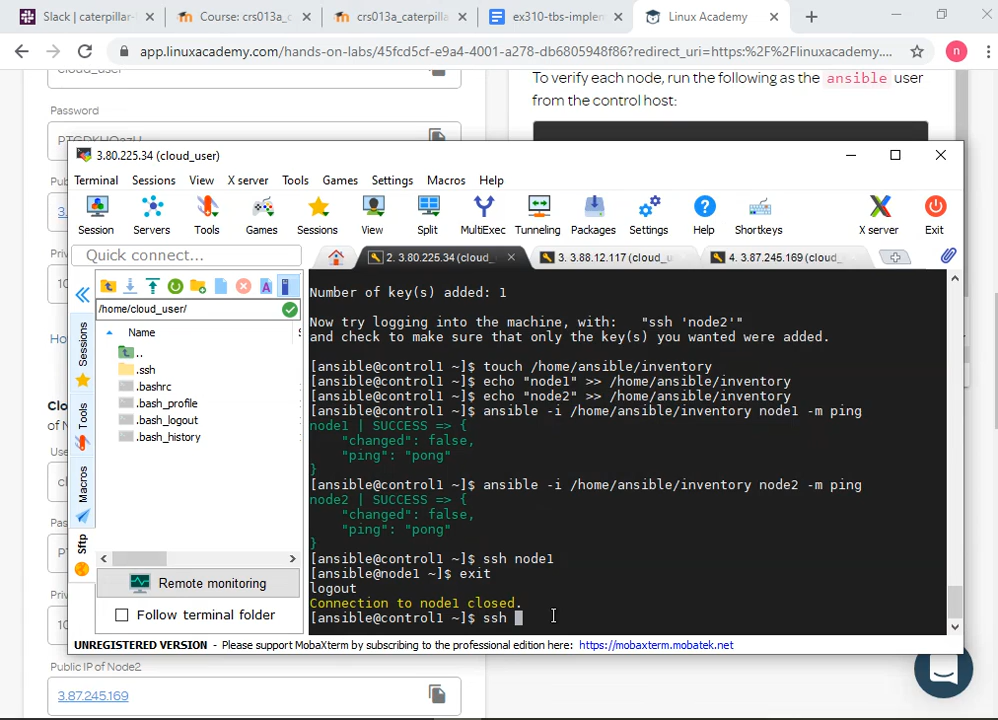 Slack | caterpillar-
Course: crs013a_c
crs013a_caterpilla
ex310-tbs-implem
Linux Academy
app.linuxacademy.com/hands-on-labs/45fcd5cf-e9a4-4001-a278-db6805948f86?redirect_uri=https:%2F%2Flinuxacademy....
n
cloud_user
Password
To verify each node, run the following as the ansible user
from the control host:
3.80.225.34 (cloud_user)
Terminal Sessions View X server Tools Games Settings Macros Help
Session Servers Tools Games Sessions View Split MultiExec Tunneling Packages Settings Help Shortkeys X server Exit
Quick connect...
2. 3.80.225.34 (cloud_
3. 3.88.12.117 (cloud_u
4. 3.87.245.169 (cloud_
/home/cloud_user/
Name
..
.ssh
.bashrc
.bash_profile
.bash_logout
.bash_history
Sessions
Tools
Macros
Sftp
Remote monitoring
Follow terminal folder
Number of key(s) added: 1
Now try logging into the machine, with: "ssh 'node2'"
and check to make sure that only the key(s) you wanted were added.
[ansible@control1 ~]$ touch /home/ansible/inventory
[ansible@control1 ~]$ echo "node1" >> /home/ansible/inventory
[ansible@control1 ~]$ echo "node2" >> /home/ansible/inventory
[ansible@control1 ~]$ ansible -i /home/ansible/inventory node1 -m ping
node1 | SUCCESS => {
"changed": false,
"ping": "pong"
}
[ansible@control1 ~]$ ansible -i /home/ansible/inventory node2 -m ping
node2 | SUCCESS => {
"changed": false,
"ping": "pong"
}
[ansible@control1 ~]$ ssh node1
[ansible@node1 ~]$ exit
logout
Connection to node1 closed.
[ansible@control1 ~]$ ssh
UNREGISTERED VERSION - Please support MobaXterm by subscribing to the professional edition here: https://mobaxterm.mobatek.net
Public IP of Node2
3.87.245.169